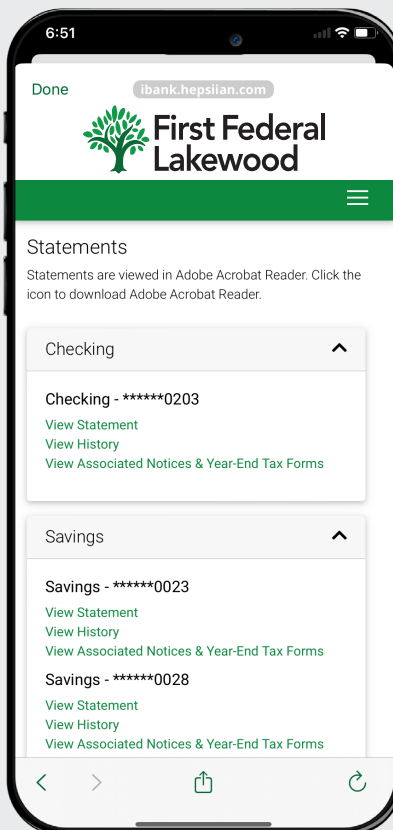 6:51
Done
ibank.hepsiian.com
First Federal
Lakewood
Statements
Statements are viewed in Adobe Acrobat Reader. Click the
icon to download Adobe Acrobat Reader.
Checking
Checking - ******0203
View Statement
View History
View Associated Notices & Year-End Tax Forms
Savings
Savings - ******0023
View Statement
View History
View Associated Notices & Year-End Tax Forms
Savings - ******0028
View Statement
View History
View Associated Notices & Year-End Tax Forms